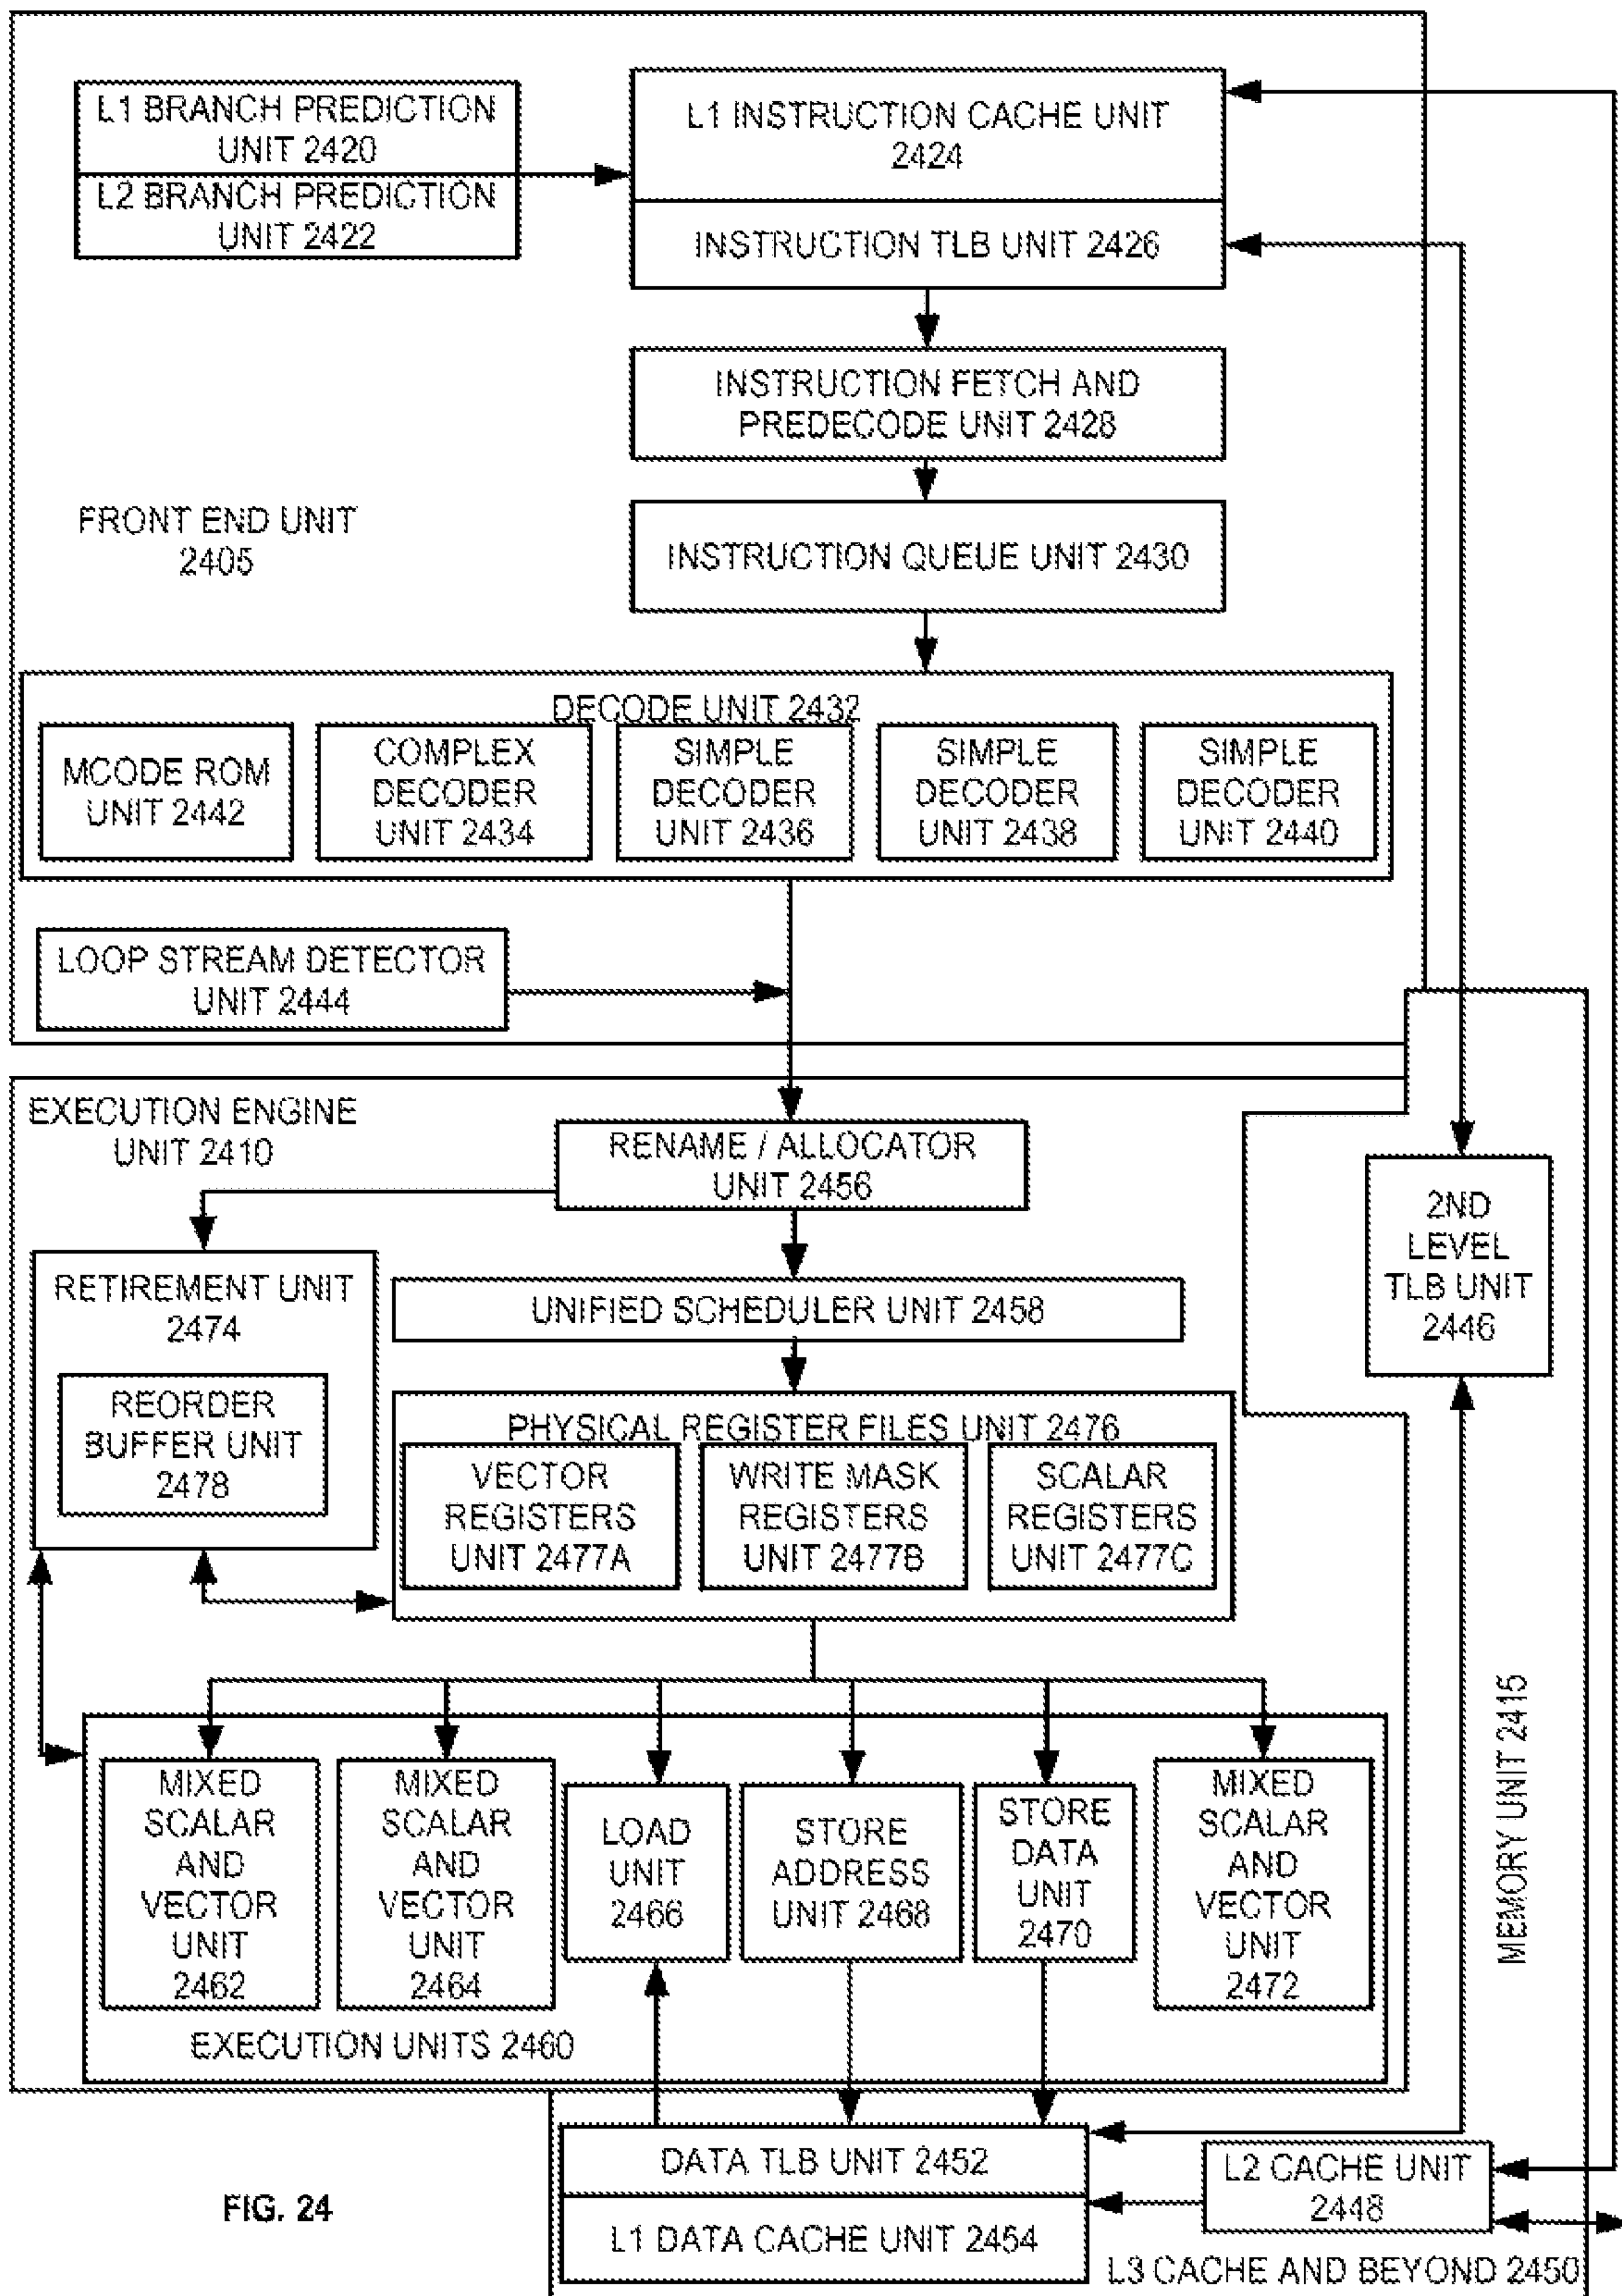 L1 BRANCH PREDICTION
UNIT 2420
L2 BRANCH PREDICTION
UNIT 2422
L1 INSTRUCTION CACHE UNIT
2424
INSTRUCTION TLB UNIT 2426
INSTRUCTION FETCH AND
PREDECODE UNIT 2428
FRONT END UNIT
2405
INSTRUCTION QUEUE UNIT 2430
DECODE UNIT 2432
MCODE ROM
UNIT 2442
COMPLEX
DECODER
UNIT 2434
SIMPLE
DECODER
UNIT 2436
SIMPLE
DECODER
UNIT 2438
SIMPLE
DECODER
UNIT 2440
LOOP STREAM DETECTOR
UNIT 2444
EXECUTION ENGINE
UNIT 2410
RENAME / ALLOCATOR
UNIT 2456
2ND
LEVEL
TLB UNIT
2446
RETIREMENT UNIT
2474
REORDER
BUFFER UNIT
2478
UNIFIED SCHEDULER UNIT 2458
PHYSICAL REGISTER FILES UNIT 2476
VECTOR
REGISTERS
UNIT 2477A
WRITE MASK
REGISTERS
UNIT 2477B
SCALAR
REGISTERS
UNIT 2477C
MEMORY UNIT 2415
MIXED
SCALAR
AND
VECTOR
UNIT
2462
MIXED
SCALAR
AND
VECTOR
UNIT
2464
LOAD
UNIT
2466
STORE
ADDRESS
UNIT 2468
STORE
DATA
UNIT
2470
MIXED
SCALAR
AND
VECTOR
UNIT
2472
EXECUTION UNITS 2460
DATA TLB UNIT 2452
L1 DATA CACHE UNIT 2454
L2 CACHE UNIT
2448
L3 CACHE AND BEYOND 2450
FIG. 24